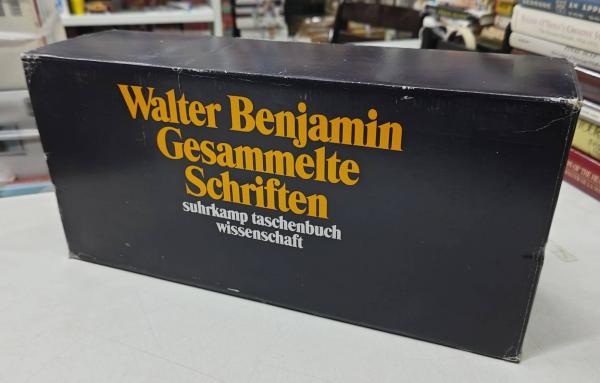 Walter Benjamin
Gesammelte
Schriften
suhrkamp taschenbuch
wissenschaft